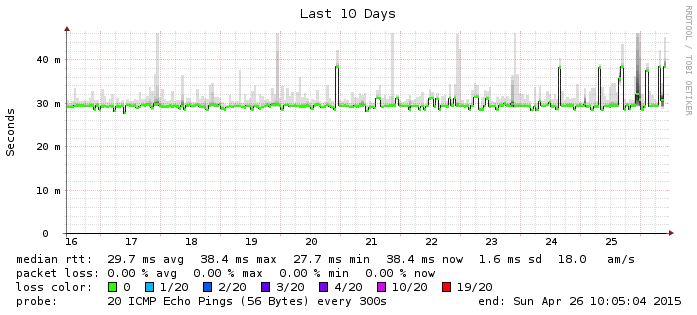 Last 10 Days
RRDTOOL / TOBI OETIKER
Seconds
40 m
30 m
20 m
10 m
0
16 17 18 19 20 21 22 23 24 25
median rtt: 29.7 ms avg 38.4 ms max 27.7 ms min 38.4 ms now 1.6 ms sd 18.0 am/s
packet loss: 0.00 % avg 0.00 % max 0.00 % min 0.00 % now
loss color: 0 1/20 2/20 3/20 4/20 10/20 19/20
probe: 20 ICMP Echo Pings (56 Bytes) every 300s end: Sun Apr 26 10:05:04 2015